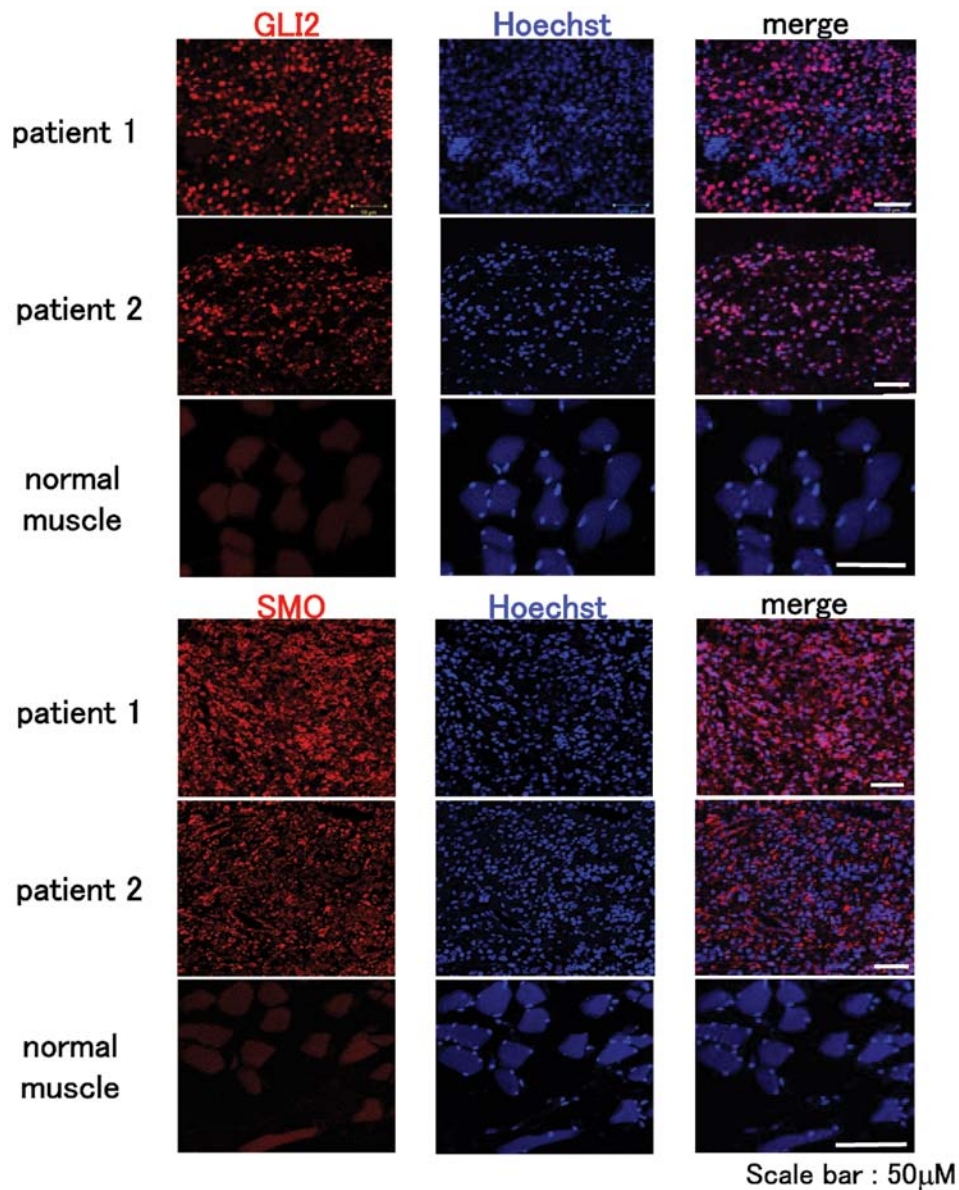 GLI2 Hoechst merge
patient 1
patient 2
normal
muscle
SMO Hoechst merge
patient 1
patient 2
normal
muscle
Scale bar : 50μM